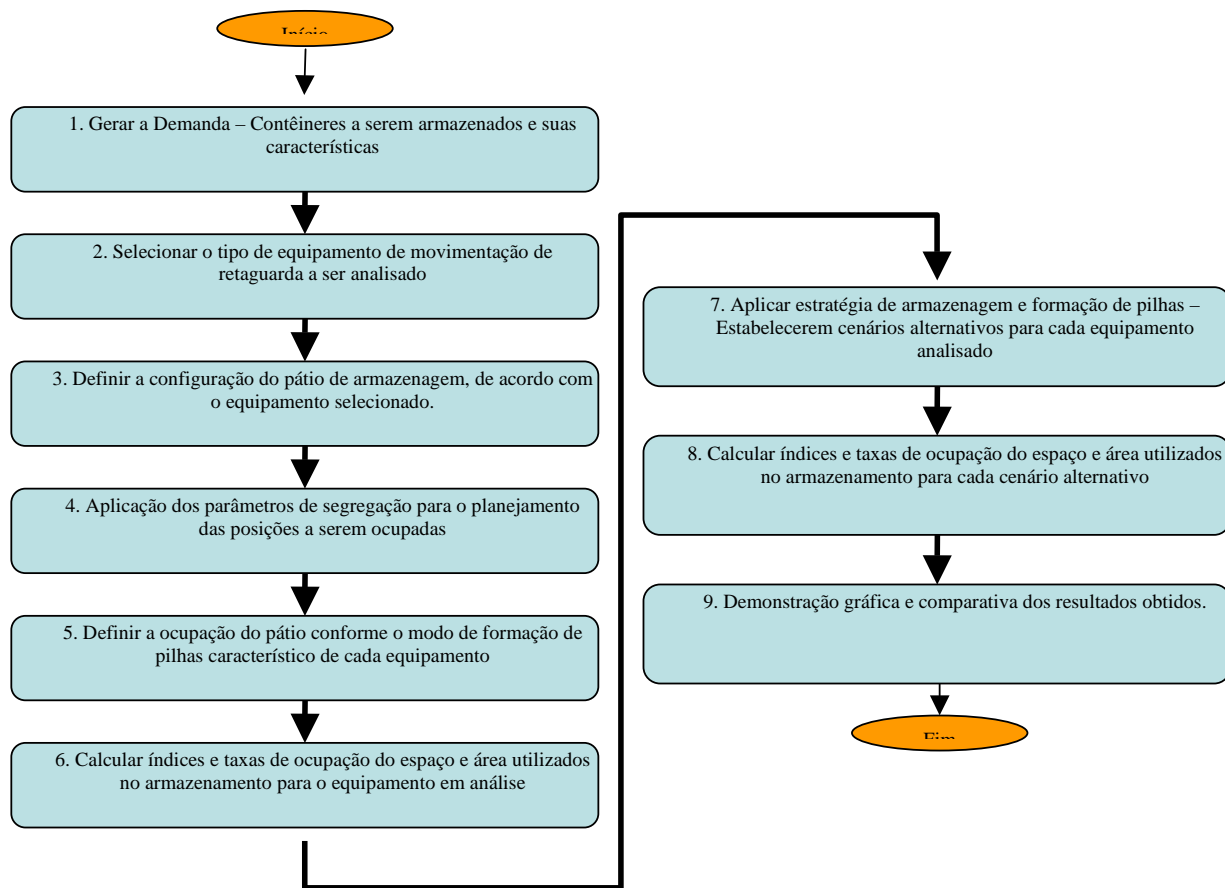 Início
1. Gerar a Demanda – Contêineres a serem armazenados e suas
características
2. Selecionar o tipo de equipamento de movimentação de
retaguarda a ser analisado
3. Definir a configuração do pátio de armazenagem, de acordo com
o equipamento selecionado.
4. Aplicação dos parâmetros de segregação para o planejamento
das posições a serem ocupadas
5. Definir a ocupação do pátio conforme o modo de formação de
pilhas característico de cada equipamento
6. Calcular índices e taxas de ocupação do espaço e área utilizados
no armazenamento para o equipamento em análise
7. Aplicar estratégia de armazenagem e formação de pilhas –
Estabelecerem cenários alternativos para cada equipamento
analisado
8. Calcular índices e taxas de ocupação do espaço e área utilizados
no armazenamento para cada cenário alternativo
9. Demonstração gráfica e comparativa dos resultados obtidos.
Fim